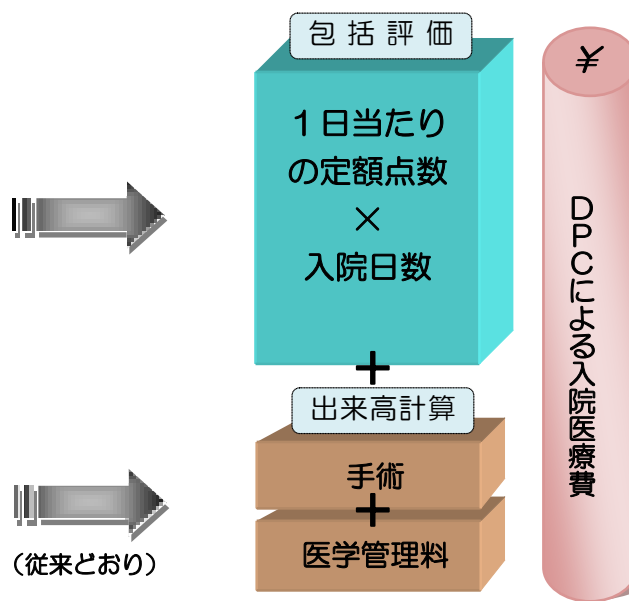 包括評価
１日当たり
の定額点数
×
入院日数
＋
出来高計算
手術
＋
医学管理料
(従来どおり)
¥
DPCによる入院医療費